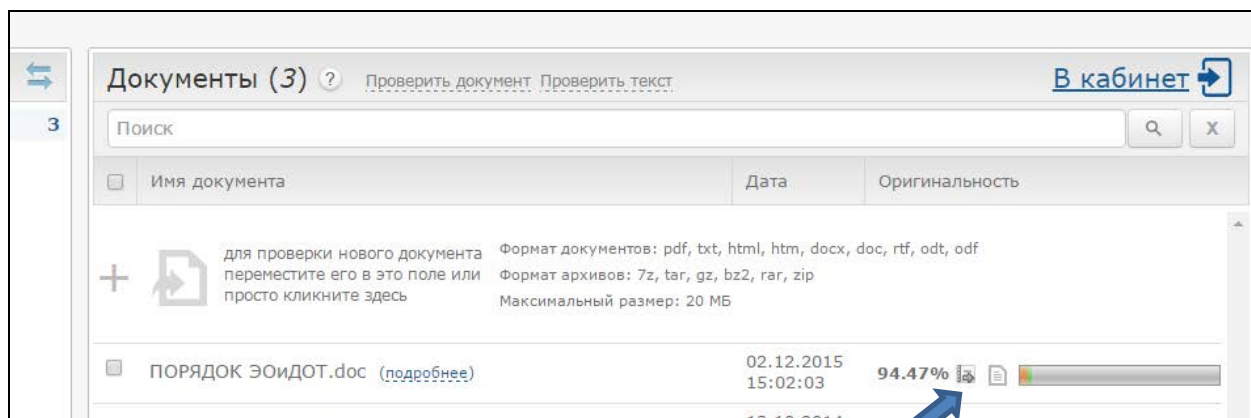 Документы (3) ? Проверить документ Проверить текст В кабинет
3
Поиск X
Имя документа Дата Оригинальность
для проверки нового документа
переместите его в это поле или
просто кликните здесь
Формат документов: pdf, txt, html, htm, docx, doc, rtf, odt, odf
Формат архивов: 7z, tar, gz, bz2, rar, zip
Максимальный размер: 20 МБ
ПОРЯДОК ЭОиДОТ.doc (подробнее) 02.12.2015
15:02:03 94.47%